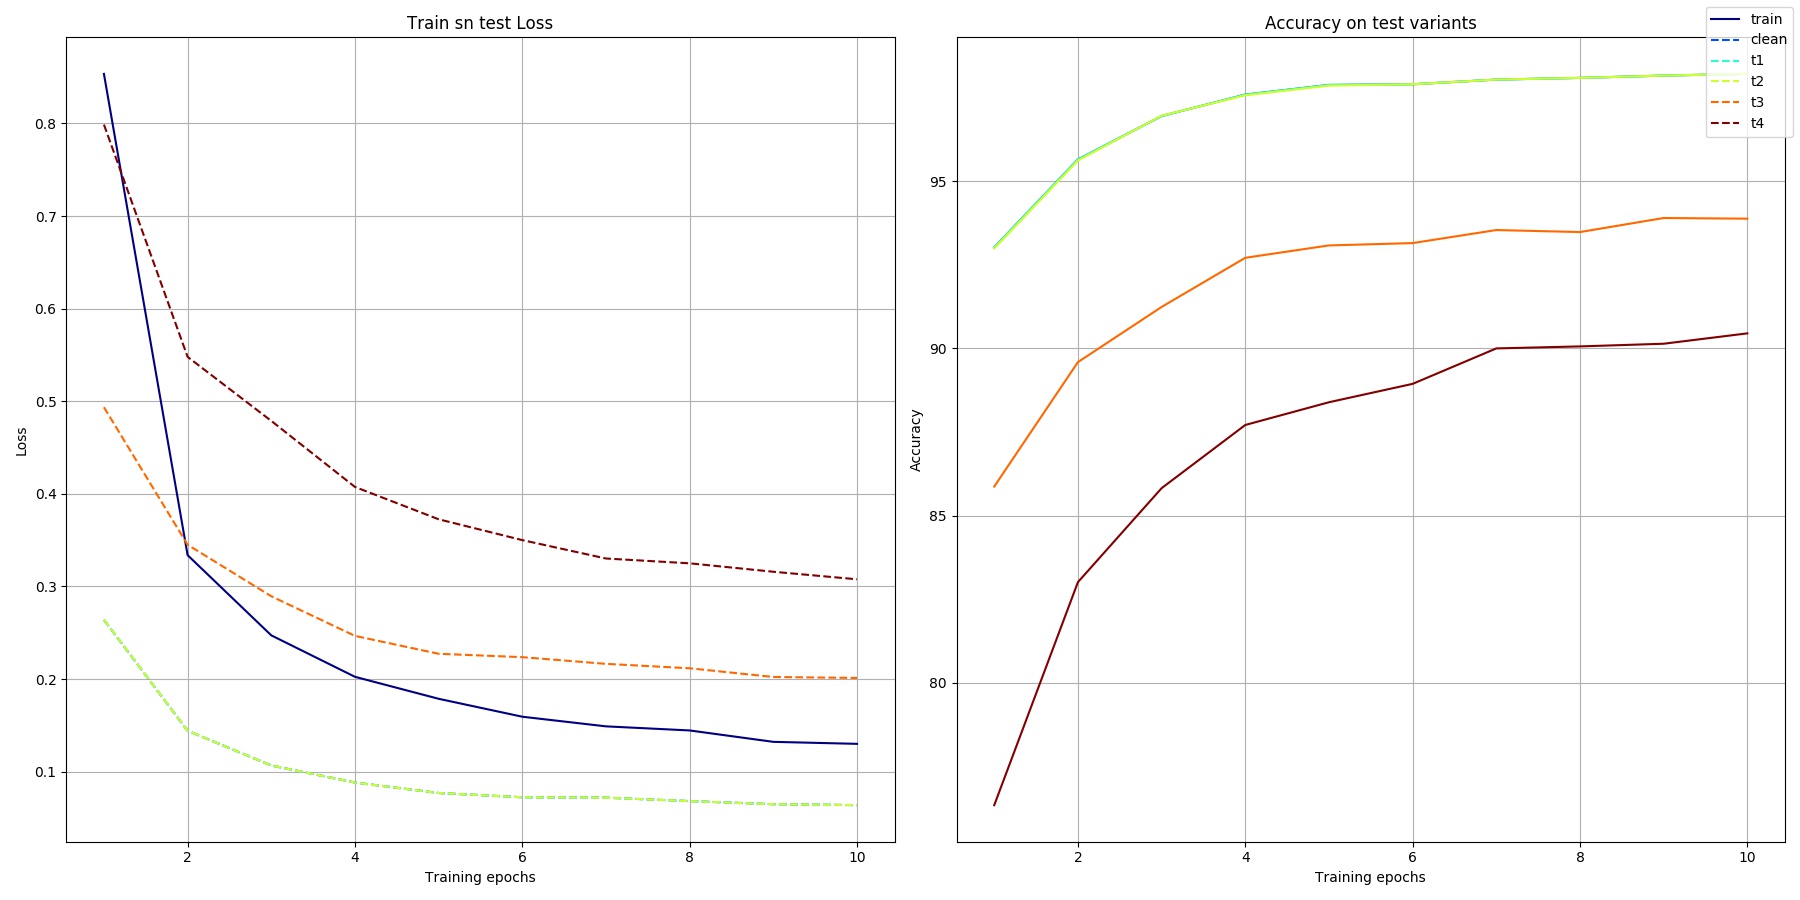 Train sn test Loss
Loss
0.8
0.7
0.6
0.5
0.4
0.3
0.2
0.1
2 4 6 8 10
Training epochs
Accuracy on test variants
Accuracy
95
90
85
80
2 4 6 8 10
Training epochs
train
clean
t1
t2
t3
t4